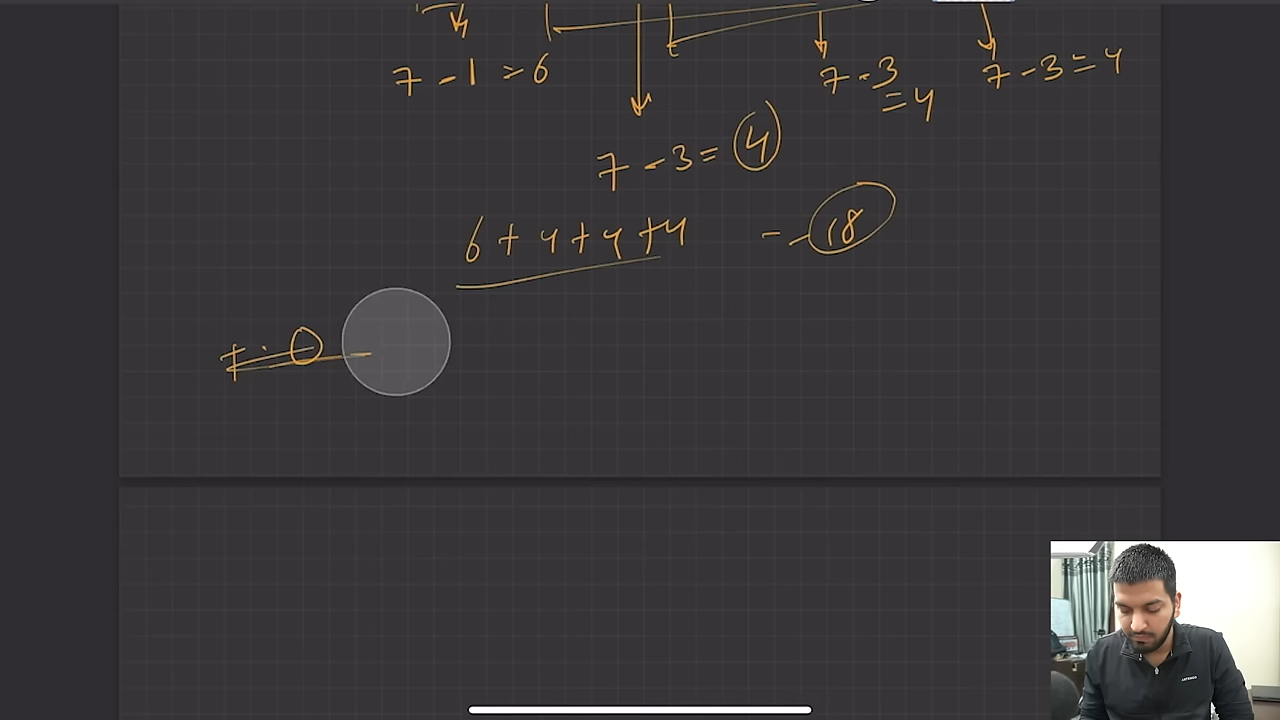 7 - 1 = 6
7 - 3 = 4
7 - 3 = 4
7 - 3 = 4
6 + 4 + 4 + 4 = 18